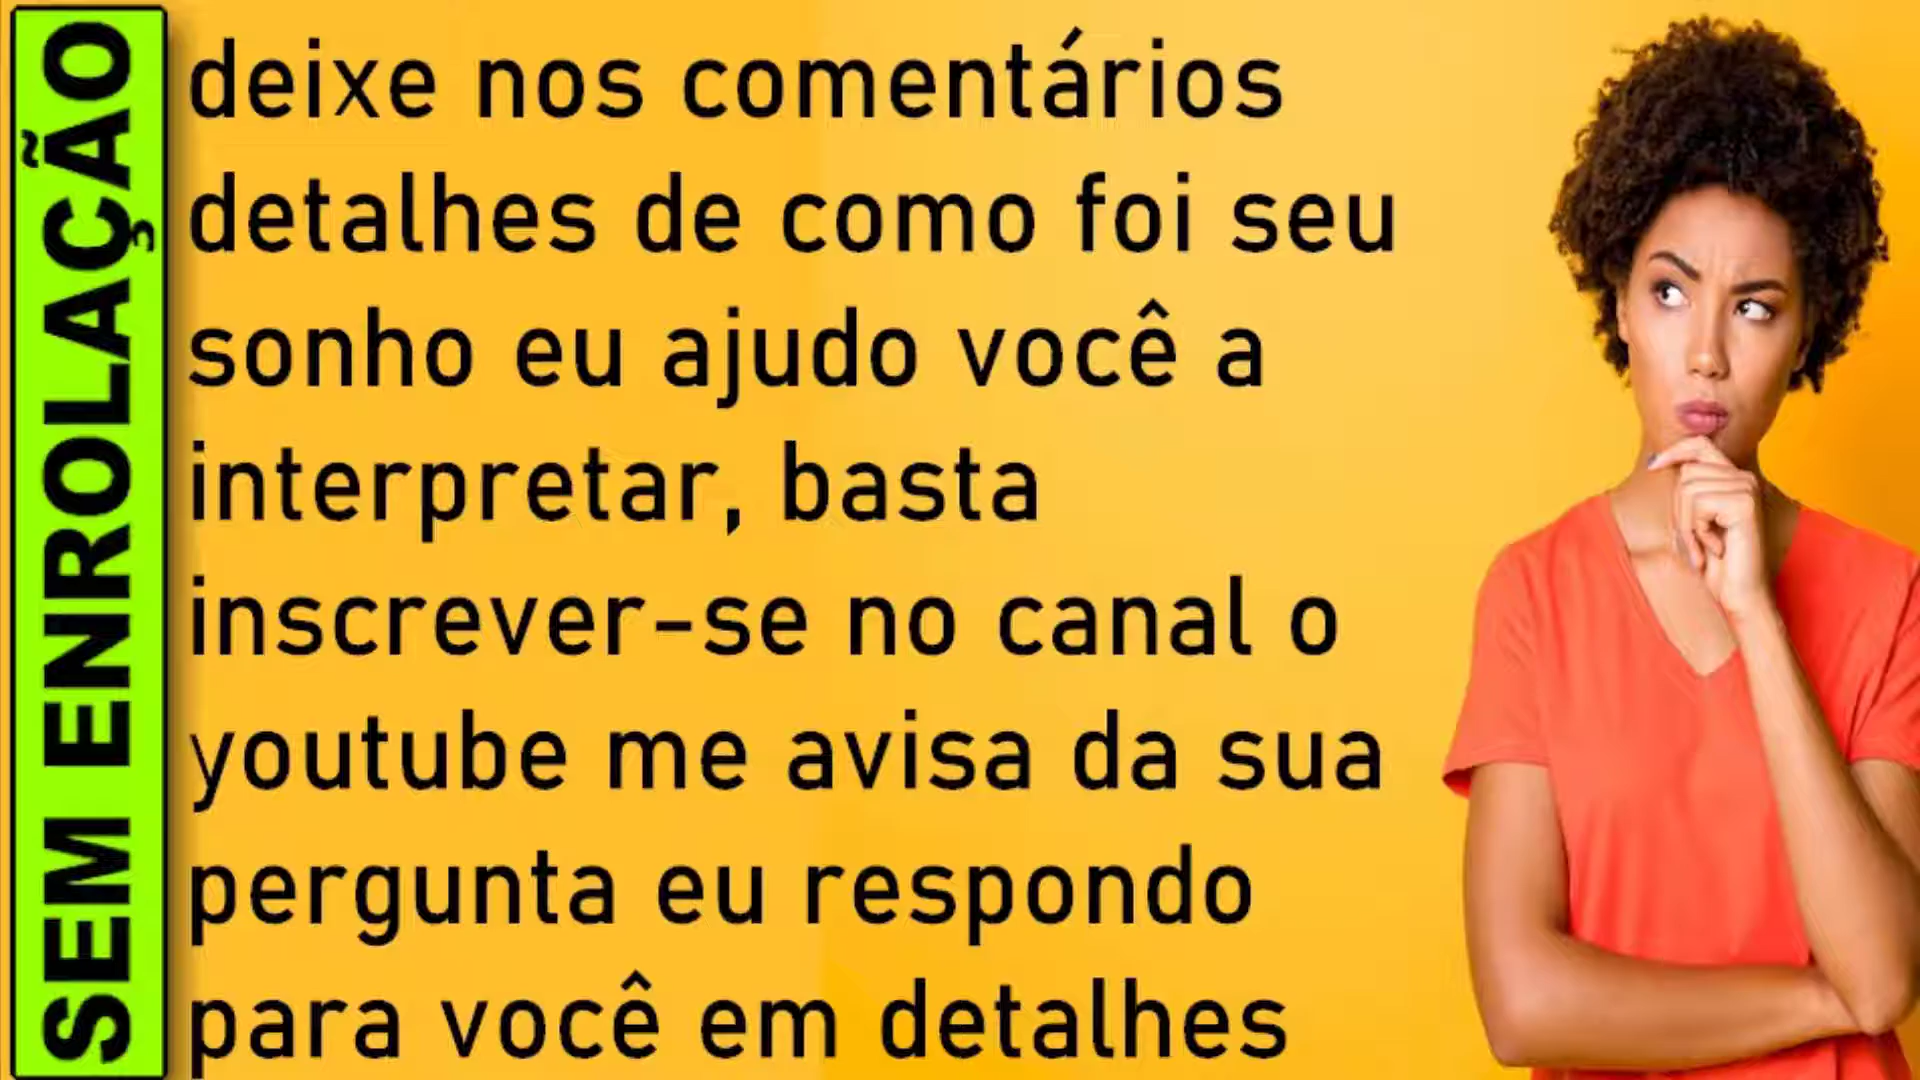 SEM ENROLAÇÃO
deixe nos comentários
detalhes de como foi seu
sonho eu ajudo você a
interpretar, basta
inscrever-se no canal o
youtube me avisa da sua
pergunta eu respondo
para você em detalhes